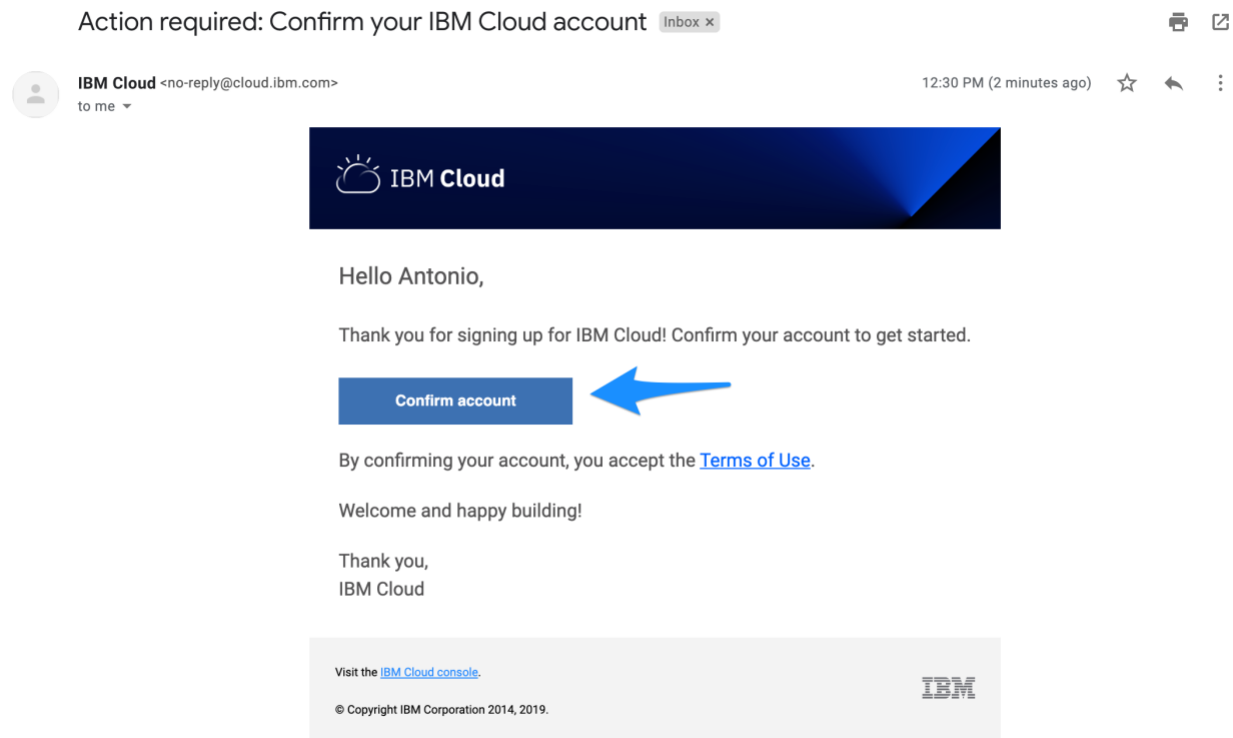 Action required: Confirm your IBM Cloud account Inbox ×
IBM Cloud <no-reply@cloud.ibm.com> 12:30 PM (2 minutes ago)
to me
IBM Cloud
Hello Antonio,
Thank you for signing up for IBM Cloud! Confirm your account to get started.
Confirm account
By confirming your account, you accept the Terms of Use.
Welcome and happy building!
Thank you,
IBM Cloud
Visit the IBM Cloud console.
IBM
© Copyright IBM Corporation 2014, 2019.